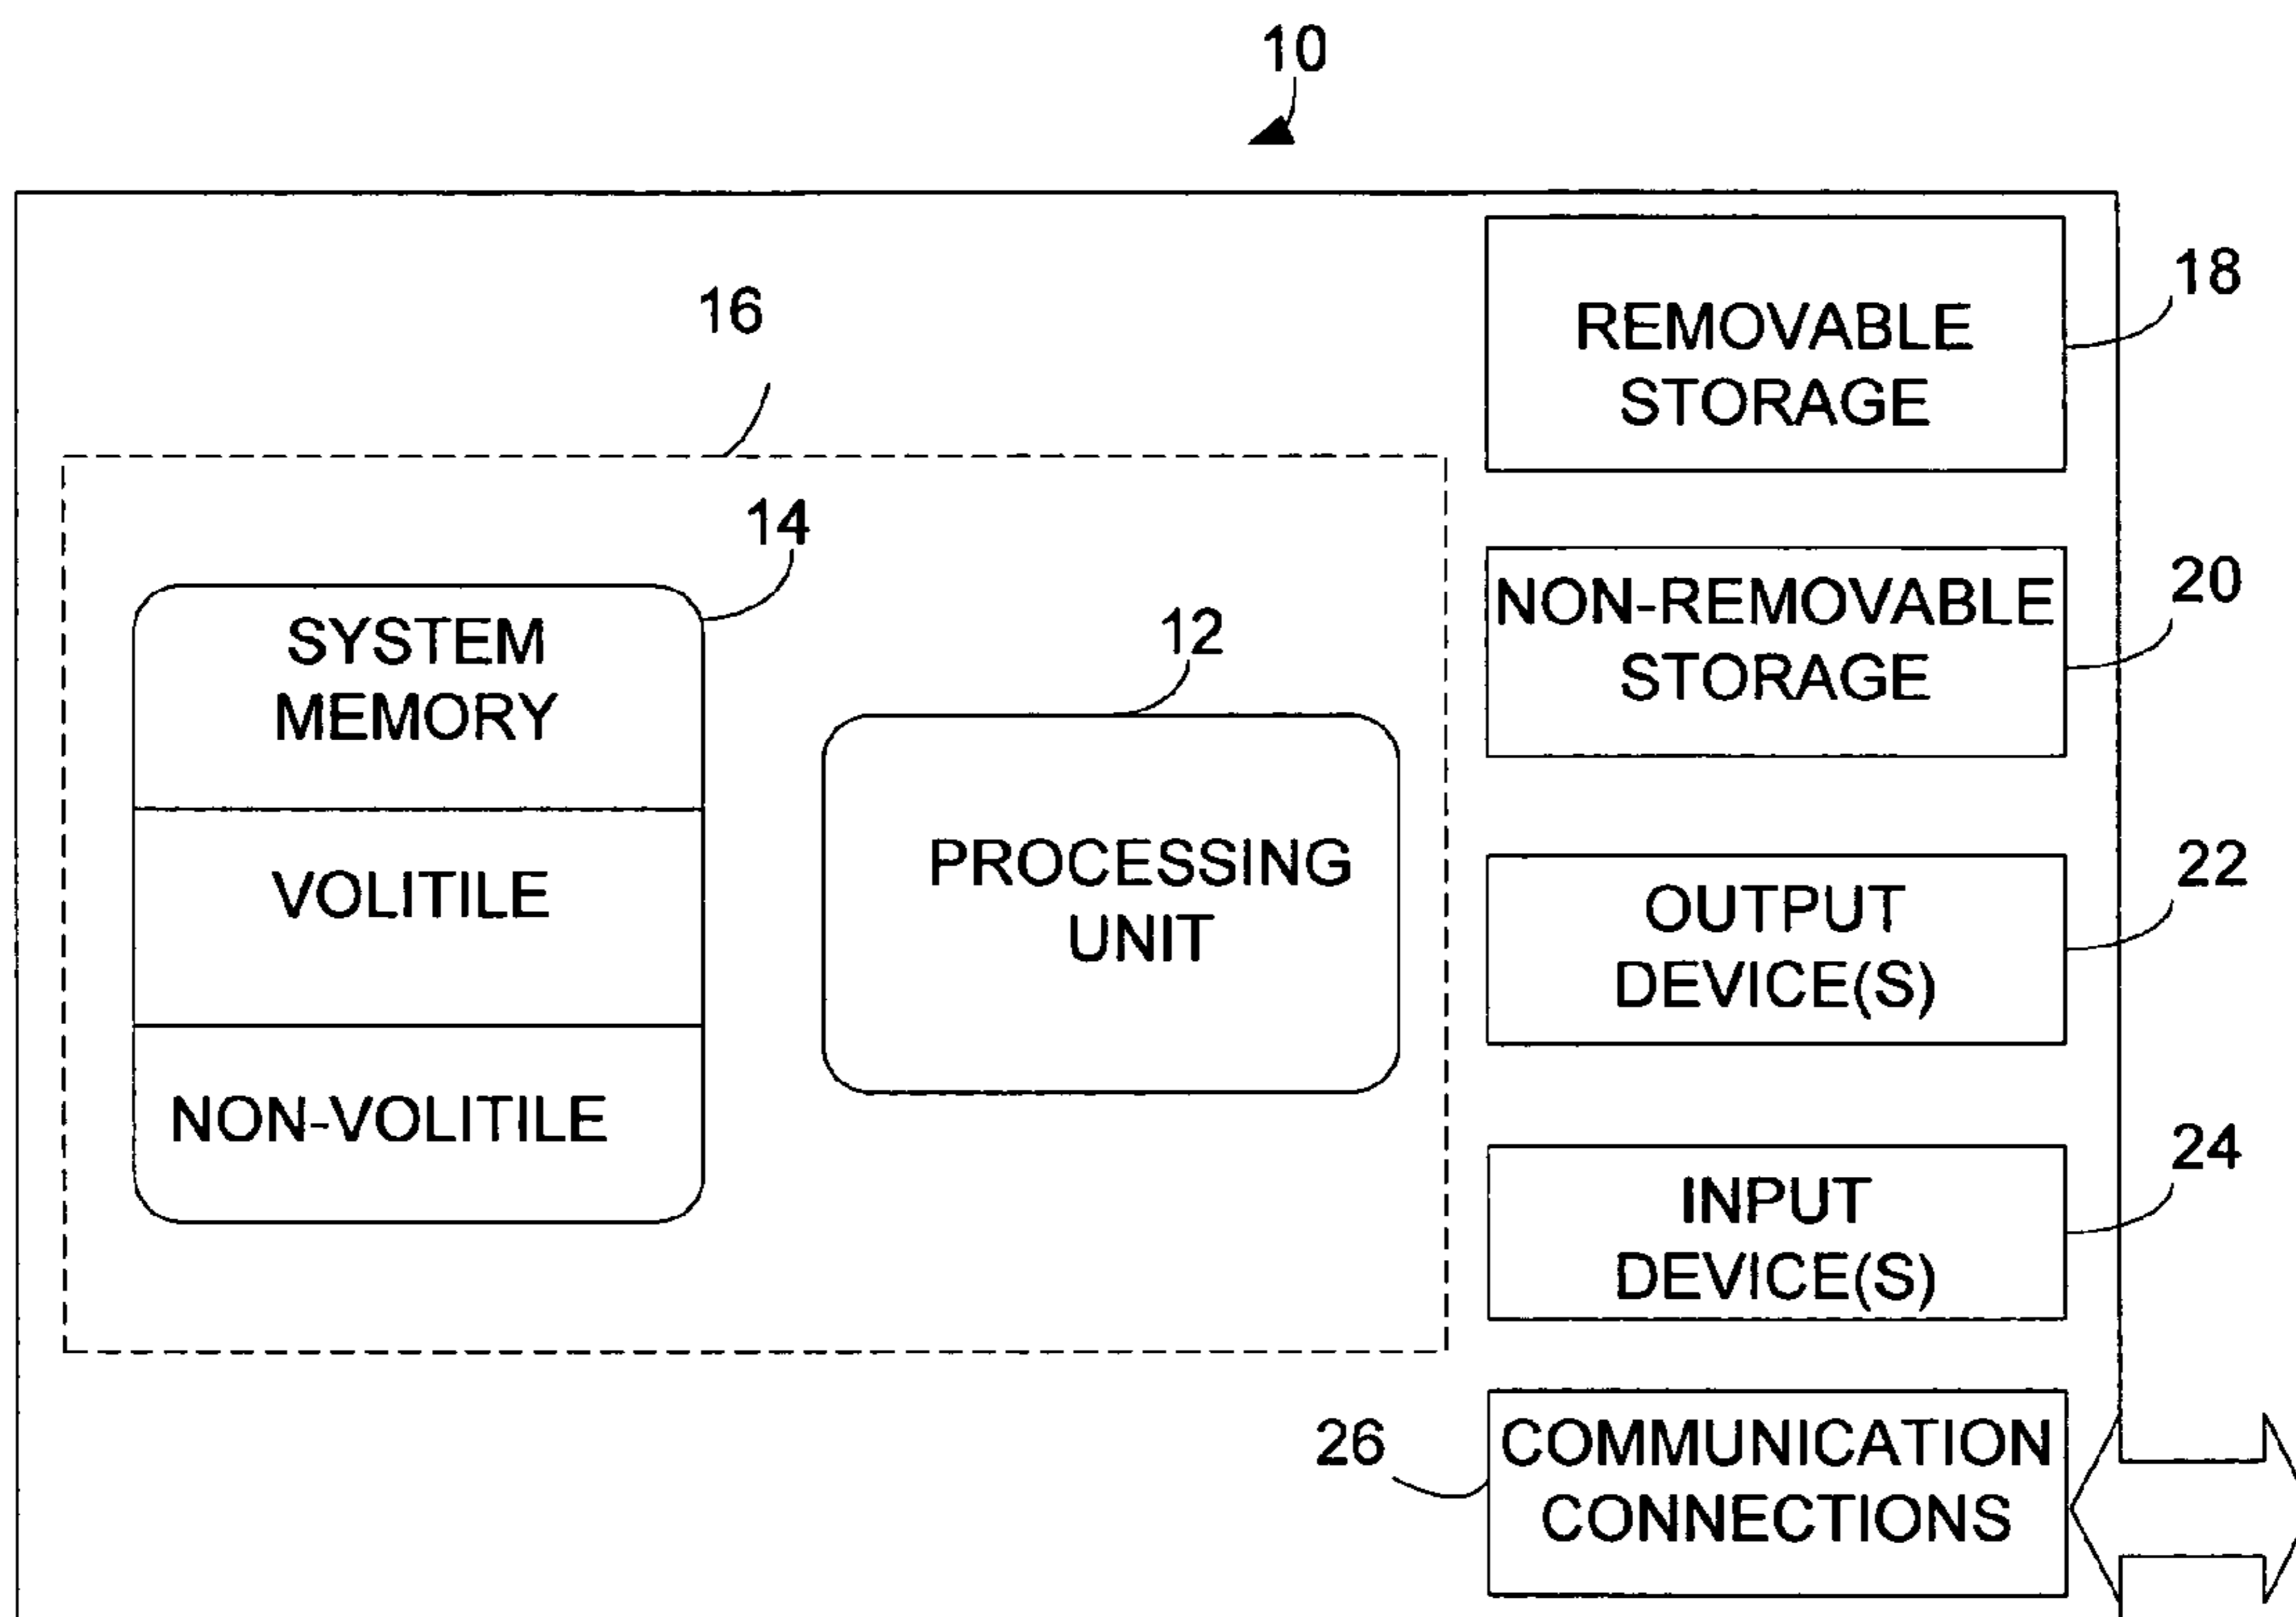 10
16
18
REMOVABLE
STORAGE
14
SYSTEM
MEMORY
VOLITILE
NON-VOLITILE
12
PROCESSING
UNIT
20
NON-REMOVABLE
STORAGE
22
OUTPUT
DEVICE(S)
24
INPUT
DEVICE(S)
26
COMMUNICATION
CONNECTIONS